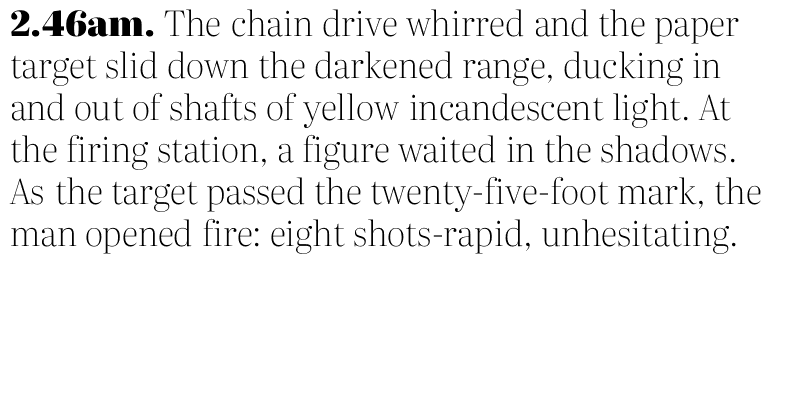 2.46am. The chain drive whirred and the paper
target slid down the darkened range, ducking in
and out of shafts of yellow incandescent light. At
the firing station, a figure waited in the shadows.
As the target passed the twenty-five-foot mark, the
man opened fire: eight shots-rapid, unhesitating.